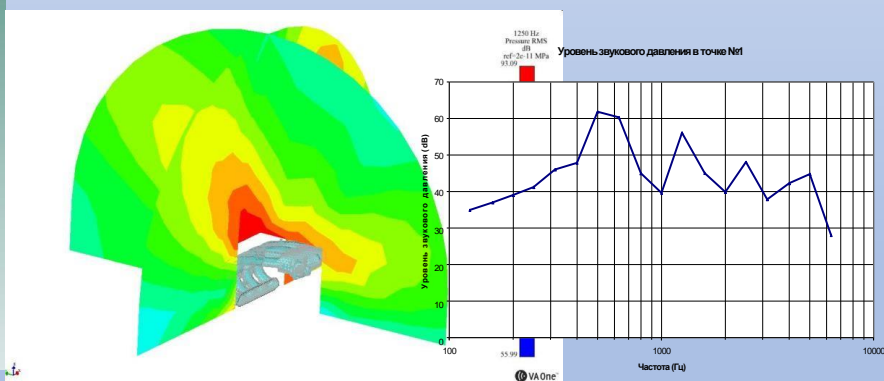 1250 Hz
Pressure RMS
dB
ref=2e-11 MPa
93.09
Уровень звукового давления в точке №1
Уровень звукового давления (dB)
70
60
50
40
30
20
10
0
100
1000
10000
Частота (Гц)
55.99
VA One